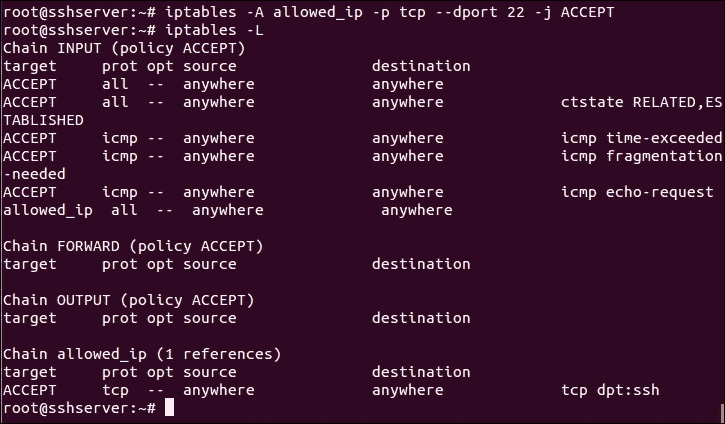 root@sshserver:~# iptables -A allowed_ip -p tcp --dport 22 -j ACCEPT
root@sshserver:~# iptables -L
Chain INPUT (policy ACCEPT)
target     prot opt source               destination
ACCEPT     all  --  anywhere             anywhere
ACCEPT     all  --  anywhere             anywhere             ctstate RELATED,ES
TABLISHED
ACCEPT     icmp --  anywhere             anywhere             icmp time-exceeded
ACCEPT     icmp --  anywhere             anywhere             icmp fragmentation
-needed
ACCEPT     icmp --  anywhere             anywhere             icmp echo-request
allowed_ip  all  --  anywhere             anywhere
Chain FORWARD (policy ACCEPT)
target     prot opt source               destination
Chain OUTPUT (policy ACCEPT)
target     prot opt source               destination
Chain allowed_ip (1 references)
target     prot opt source               destination
ACCEPT     tcp  --  anywhere             anywhere             tcp dpt:ssh
root@sshserver:~#